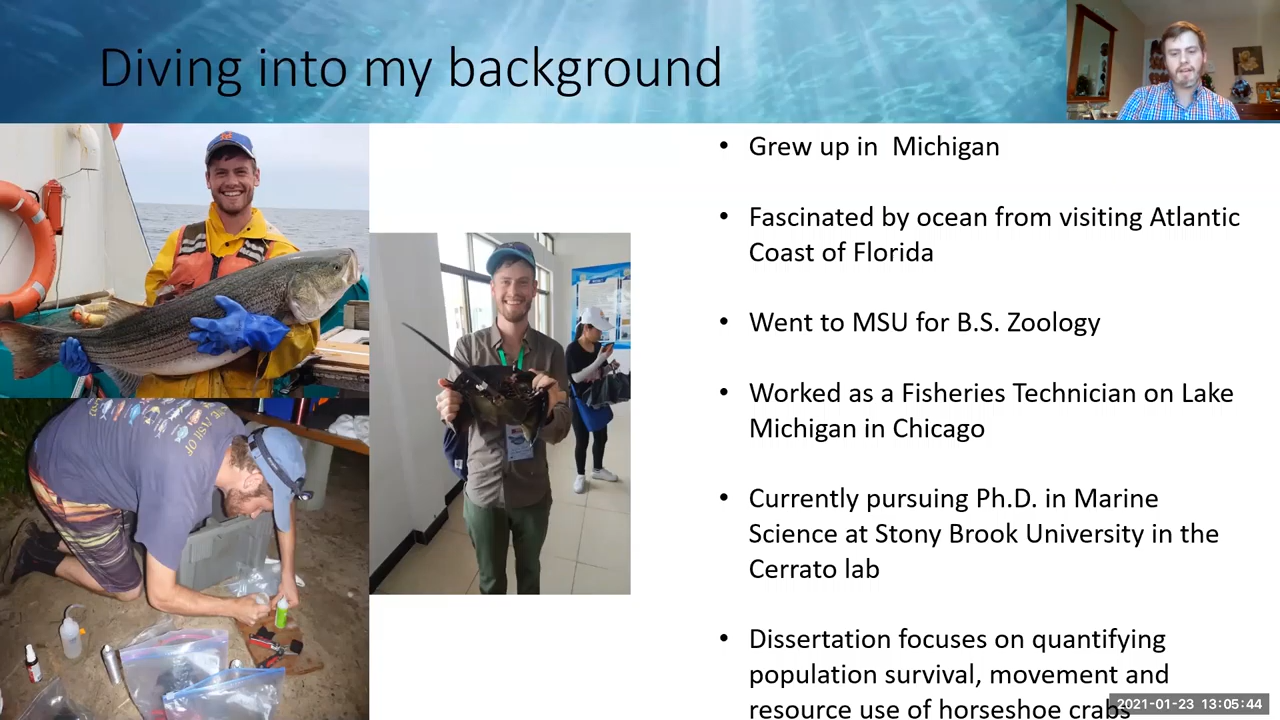 Diving into my background
Grew up in Michigan
Fascinated by ocean from visiting Atlantic
Coast of Florida
Went to MSU for B.S. Zoology
Worked as a Fisheries Technician on Lake
Michigan in Chicago
Currently pursuing Ph.D. in Marine
Science at Stony Brook University in the
Cerrato lab
Dissertation focuses on quantifying
population survival, movement and
resource use of horseshoe crabs
2021-01-23 13:05:44